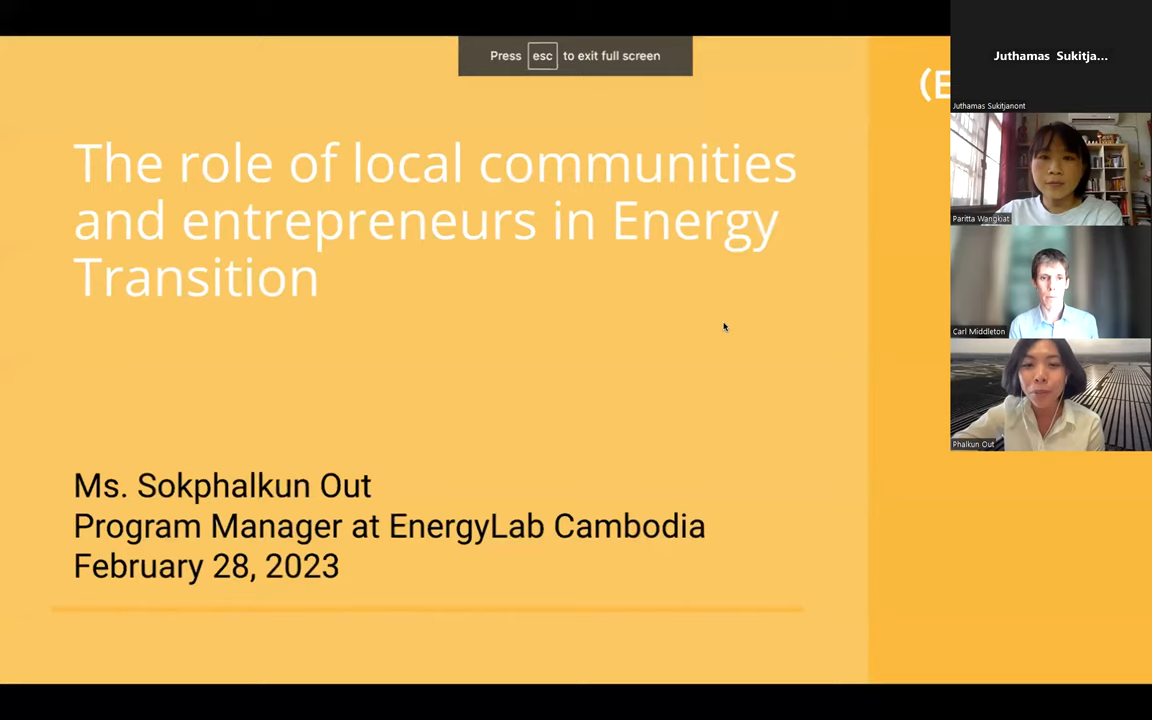 Press esc to exit full screen
Juthamas Sukitja...
(E
Juthamas Sukitjanont
The role of local communities
and entrepreneurs in Energy
Transition
Paritta Wangkiat
Carl Middleton
Phalkun Out
Ms. Sokphalkun Out
Program Manager at EnergyLab Cambodia
February 28, 2023